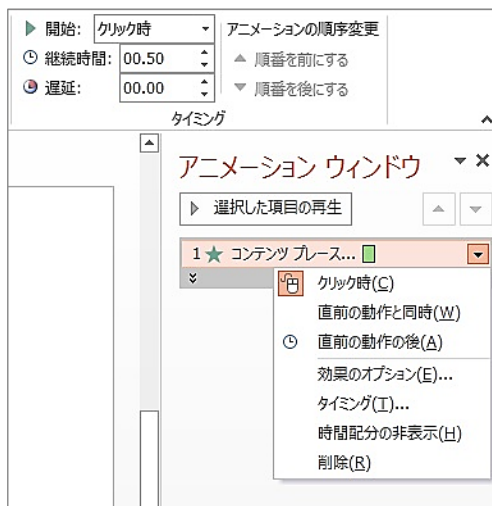 開始: クリック時
継続時間: 00.50
遅延: 00.00
タイミング
アニメーションの順序変更
順番を前にする
順番を後にする
アニメーション ウィンドウ
選択した項目の再生
1 コンテンツ プレース...
クリック時(C)
直前の動作と同時(W)
直前の動作の後(A)
効果のオプション(E)...
タイミング(T)...
時間配分の非表示(H)
削除(R)